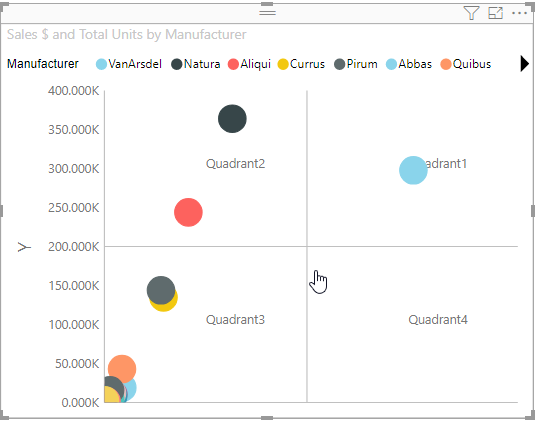 Sales $ and Total Units by Manufacturer
Manufacturer VanArsdel Natura Aliqui Currus Pirum Abbas Quibus
400.000K
350.000K
300.000K
250.000K
200.000K
150.000K
100.000K
50.000K
0.000K
Y
Quadrant2
uadrant1
Quadrant3
Quadrant4